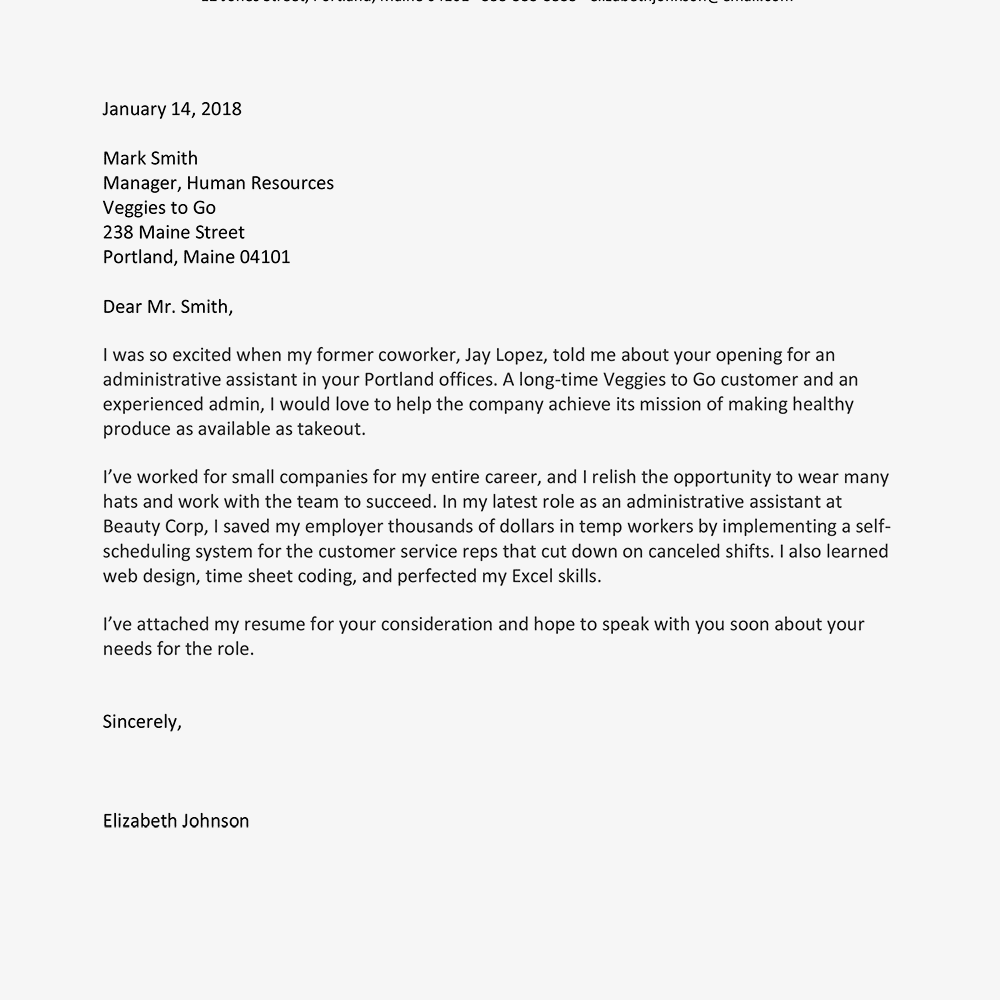 January 14, 2018
Mark Smith
Manager, Human Resources
Veggies to Go
238 Maine Street
Portland, Maine 04101
Dear Mr. Smith,
I was so excited when my former coworker, Jay Lopez, told me about your opening for an
administrative assistant in your Portland offices. A long-time Veggies to Go customer and an
experienced admin, I would love to help the company achieve its mission of making healthy
produce as available as takeout.
I’ve worked for small companies for my entire career, and I relish the opportunity to wear many
hats and work with the team to succeed. In my latest role as an administrative assistant at
Beauty Corp, I saved my employer thousands of dollars in temp workers by implementing a self-
scheduling system for the customer service reps that cut down on canceled shifts. I also learned
web design, time sheet coding, and perfected my Excel skills.
I’ve attached my resume for your consideration and hope to speak with you soon about your
needs for the role.
Sincerely,
Elizabeth Johnson